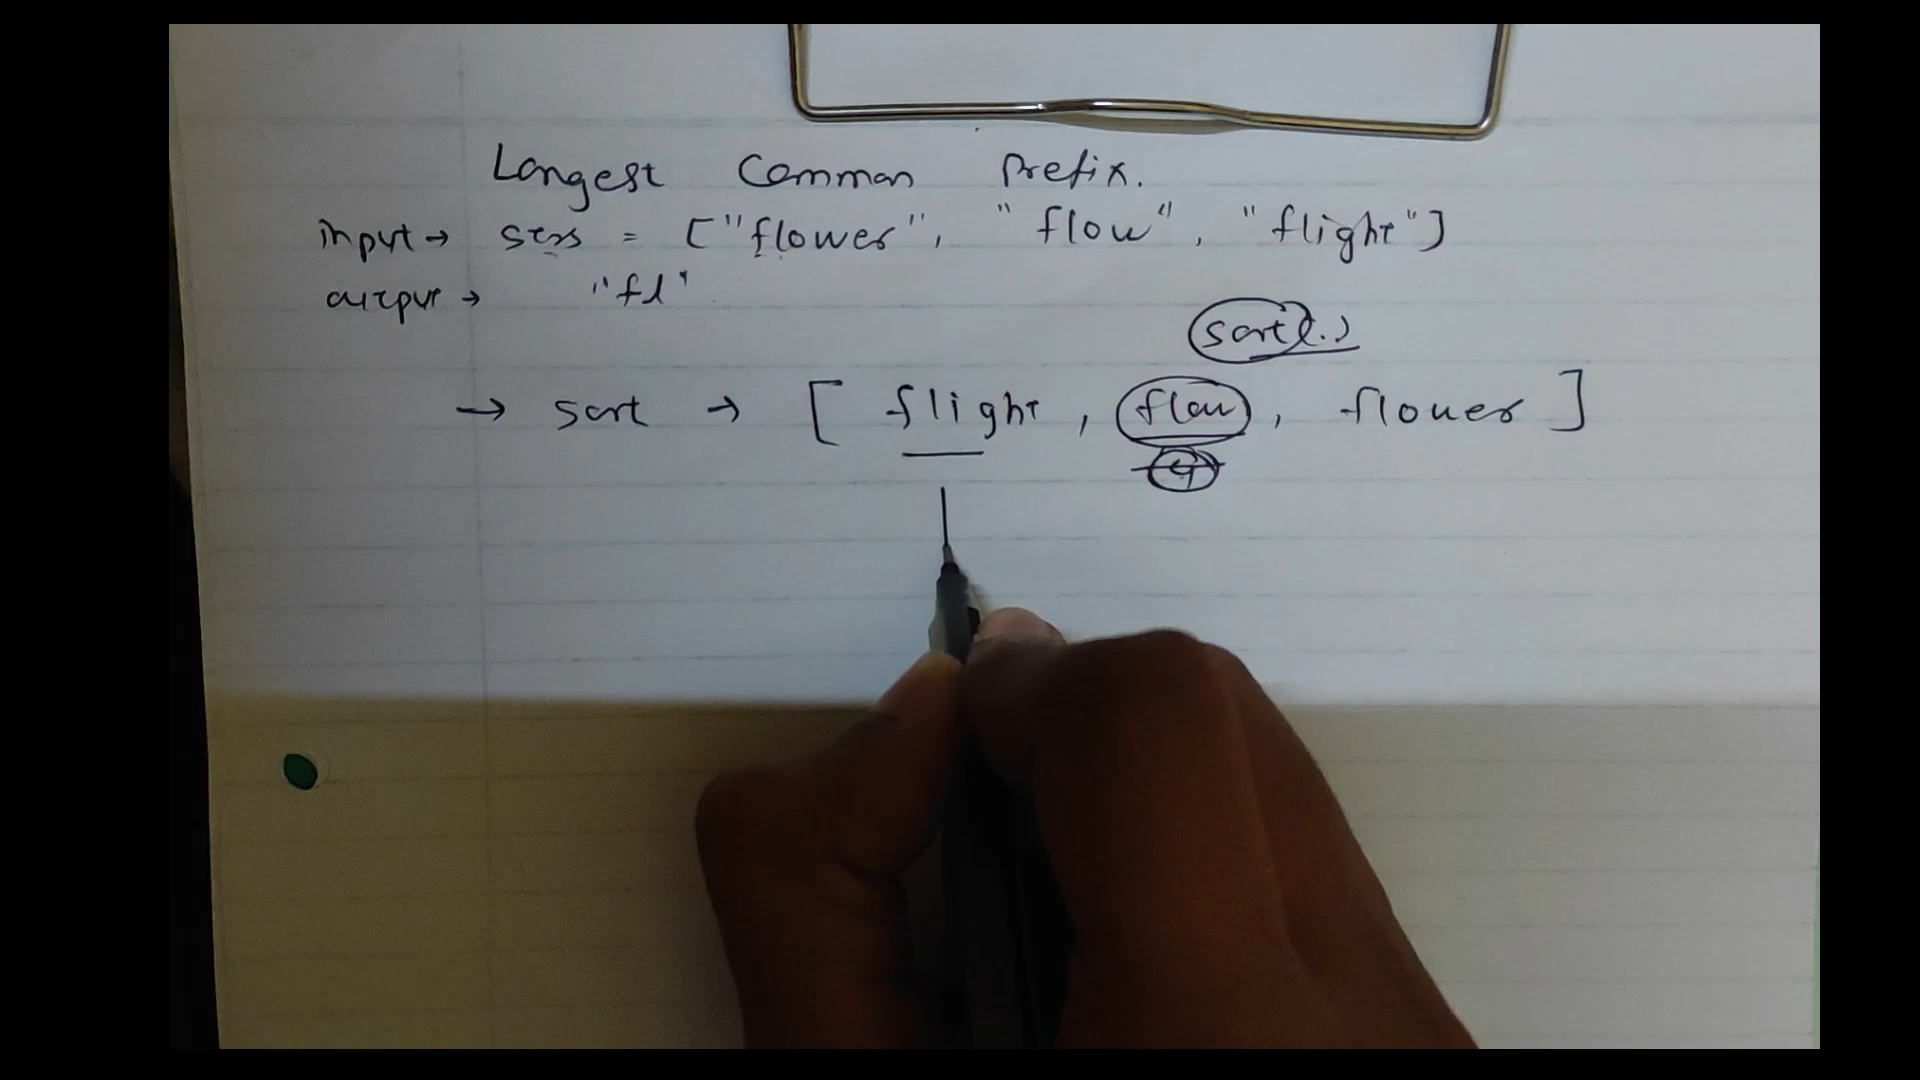 Longest Common Prefix.
input → strs = ["flower", "flow", "flight"]
output → "fl"
sort(.)
→ sort → [ flight, flow, flower ]